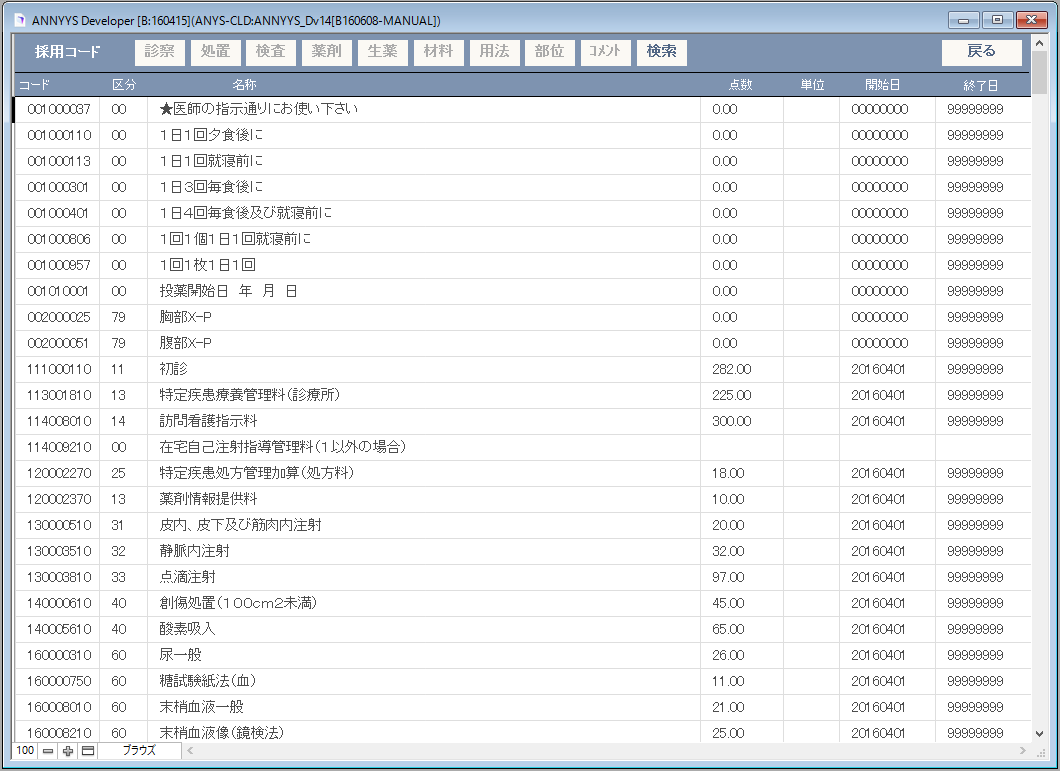 ANNYYS Developer [B:160415](ANYS-CLD:ANNYYS_Dv14[B160608-MANUAL])
採用コード 診察 処置 検査 薬剤 生薬 材料 用法 部位 コメント 検索 戻る
コード 区分 名称 点数 単位 開始日 終了日
001000037 00 ★医師の指示通りにお使い下さい 0.00 00000000 99999999
001000110 00 1日1回夕食後に 0.00 00000000 99999999
001000113 00 1日1回就寝前に 0.00 00000000 99999999
001000301 00 1日3回毎食後に 0.00 00000000 99999999
001000401 00 1日4回毎食後及び就寝前に 0.00 00000000 99999999
001000806 00 1回1個1日1回就寝前に 0.00 00000000 99999999
001000957 00 1回1枚1日1回 0.00 00000000 99999999
001010001 00 投薬開始日 年 月 日 0.00 00000000 99999999
002000025 79 胸部X-P 0.00 00000000 99999999
002000051 79 腹部X-P 0.00 00000000 99999999
111000110 11 初診 282.00 20160401 99999999
113001810 13 特定疾患療養管理料(診療所) 225.00 20160401 99999999
114008010 14 訪問看護指示料 300.00 20160401 99999999
114009210 00 在宅自己注射指導管理料(1以外の場合)
120002270 25 特定疾患処方管理加算(処方料) 18.00 20160401 99999999
120002370 13 薬剤情報提供料 10.00 20160401 99999999
130000510 31 皮内、皮下及び筋肉内注射 20.00 20160401 99999999
130003510 32 静脈内注射 32.00 20160401 99999999
130003810 33 点滴注射 97.00 20160401 99999999
140000610 40 創傷処置(100cm2未満) 45.00 20160401 99999999
140005610 40 酸素吸入 65.00 20160401 99999999
160000310 60 尿一般 26.00 20160401 99999999
160000750 60 糖試験紙法(血) 11.00 20160401 99999999
160008010 60 末梢血液一般 21.00 20160401 99999999
160008210 60 末梢血液像(鏡検法) 25.00 20160401 99999999
100 ブラウズ